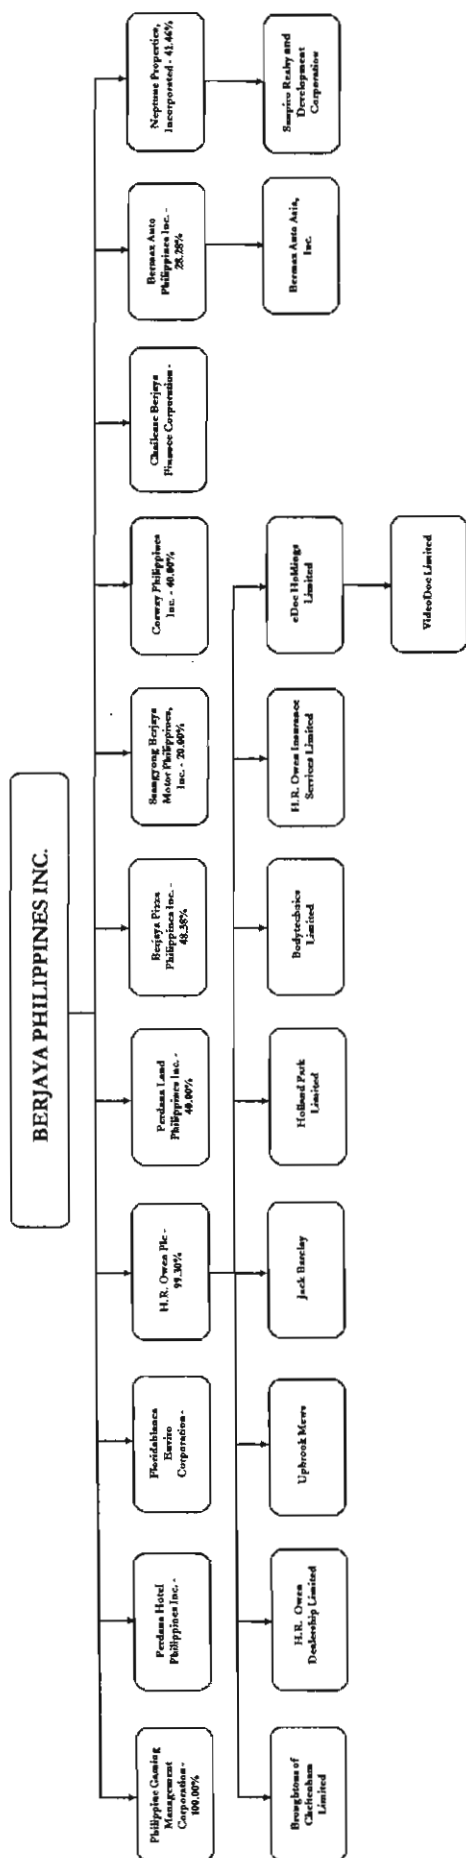 BERJAYA PHILIPPINES INC.
Philippine Gaming
Management
Corporation - 100.00%
Perdana Hotel
Philippines Inc. -
Floridablanca
Enviro
Corporation -
H.R. Owen Plc -
99.30%
Perdana Land
Philippines Inc. -
40.00%
Berjaya Pizza
Philippines Inc. -
48.38%
Ssangyong Berjaya
Motor Philippines,
Inc. - 20.00%
Cosway Philippines
Inc. - 40.00%
Chailease Berjaya
Finance Corporation -
Bermaz Auto
Philippines Inc. -
28.28%
Neptune Properties,
Incorporated - 41.46%
Broughtons of
Cheltenham
Limited
H.R. Owen
Dealership Limited
Upbrook Mews
Jack Barclay
Holland Park
Limited
Bodytechnics
Limited
H.R. Owen Insurance
Services Limited
eDoc Holdings
Limited
Bermaz Auto Asia,
Inc.
Sanpiro Realty and
Development
Corporation
VideoDoc Limited